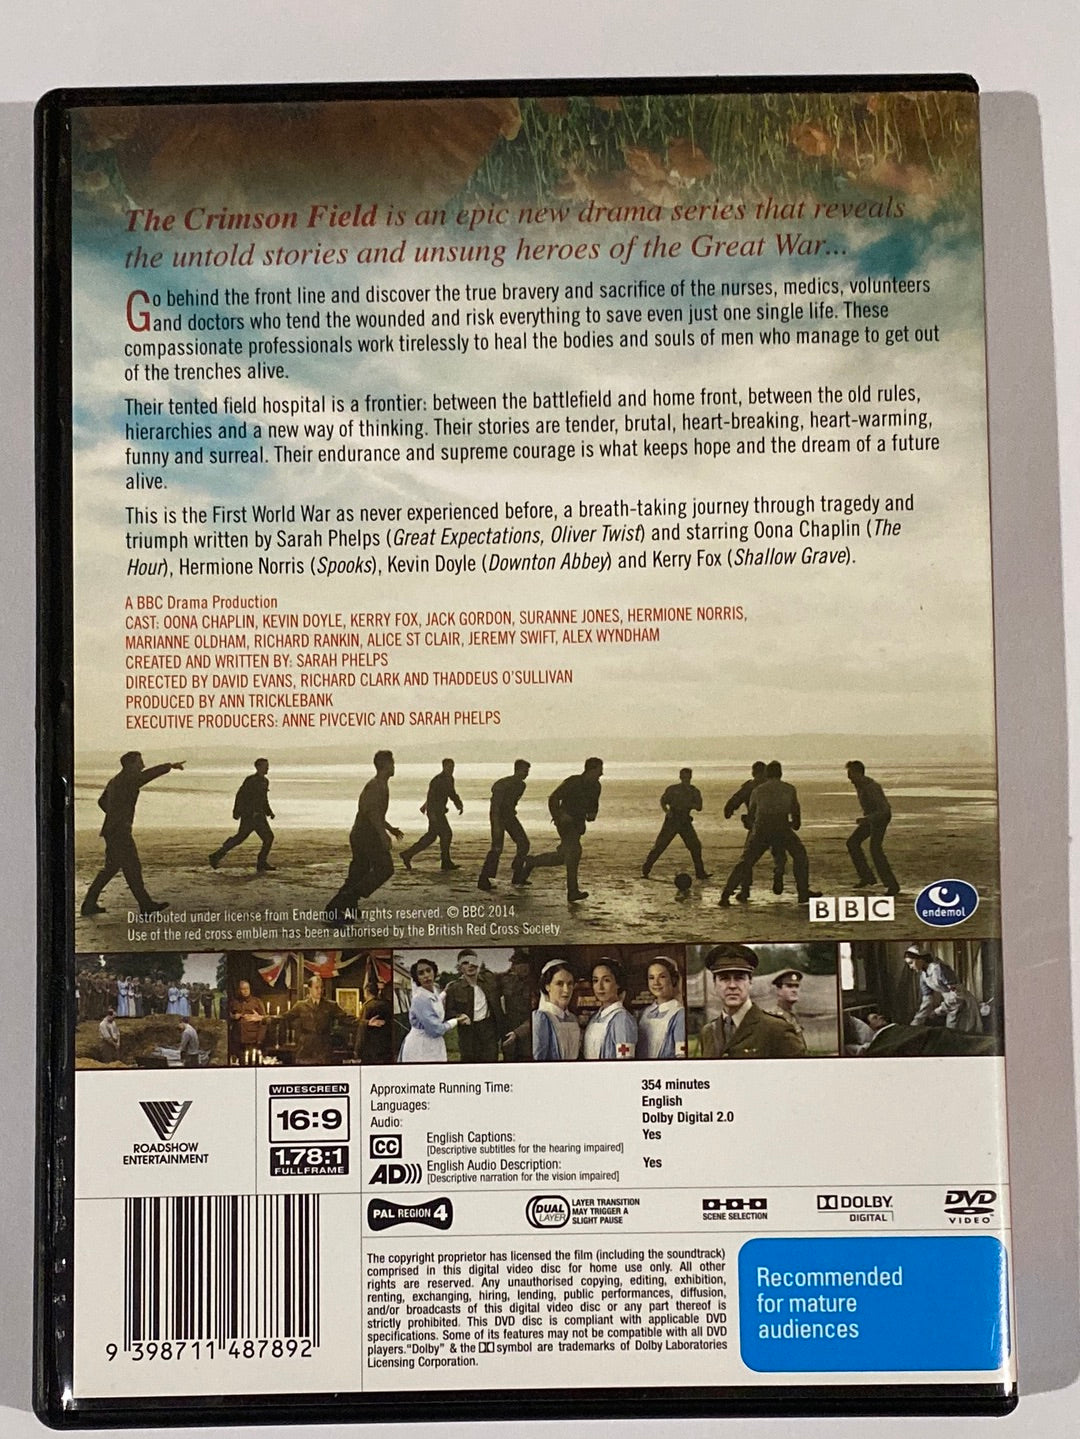 The Crimson Field is an epic new drama series that reveals
the untold stories and unsung heroes of the Great War...
Go behind the front line and discover the true bravery and sacrifice of the nurses, medics, volunteers
and doctors who tend the wounded and risk everything to save even just one single life. These
compassionate professionals work tirelessly to heal the bodies and souls of men who manage to get out
of the trenches alive.
Their tented field hospital is a frontier: between the battlefield and home front, between the old rules,
hierarchies and a new way of thinking. Their stories are tender, brutal, heart-breaking, heart-warming,
funny and surreal. Their endurance and supreme courage is what keeps hope and the dream of a future
alive.
This is the First World War as never experienced before, a breath-taking journey through tragedy and
triumph written by Sarah Phelps (Great Expectations, Oliver Twist) and starring Oona Chaplin (The
Hour), Hermione Norris (Spooks), Kevin Doyle (Downton Abbey) and Kerry Fox (Shallow Grave).
A BBC Drama Production
CAST: OONA CHAPLIN, KEVIN DOYLE, KERRY FOX, JACK GORDON, SURANNE JONES, HERMIONE NORRIS,
MARIANNE OLDHAM, RICHARD RANKIN, ALICE ST CLAIR, JEREMY SWIFT, ALEX WYNDHAM
CREATED AND WRITTEN BY: SARAH PHELPS
DIRECTED BY DAVID EVANS, RICHARD CLARK AND THADDEUS O'SULLIVAN
PRODUCED BY ANN TRICKLEBANK
EXECUTIVE PRODUCERS: ANNE PIVCEVIC AND SARAH PHELPS
Distributed under license from Endemol. All rights reserved. © BBC 2014.
Use of the red cross emblem has been authorised by the British Red Cross Society
BBC
endemol
ROADSHOW
ENTERTAINMENT
WIDESCREEN
16:9
1.78:1
FULLFRAME
Approximate Running Time: 354 minutes
Languages: English
Audio: Dolby Digital 2.0
CC English Captions: Yes
[Descriptive subtitles for the hearing impaired]
AD))) English Audio Description: Yes
[Descriptive narration for the vision impaired]
PAL REGION 4
DUAL
LAYER
LAYER TRANSITION
MAY TRIGGER A
SLIGHT PAUSE
SCENE SELECTION
DOLBY
DIGITAL
DVD
VIDEO
9 398711 487892
The copyright proprietor has licensed the film (including the soundtrack)
comprised in this digital video disc for home use only. All other
rights are reserved. Any unauthorised copying, editing, exhibition,
renting, exchanging, hiring, lending, public performances, diffusion,
and/or broadcasts of this digital video disc or any part thereof is
strictly prohibited. This DVD disc is compliant with applicable DVD
specifications. Some of its features may not be compatible with all DVD
players. "Dolby" & the symbol are trademarks of Dolby Laboratories
Licensing Corporation.
Recommended
for mature
audiences